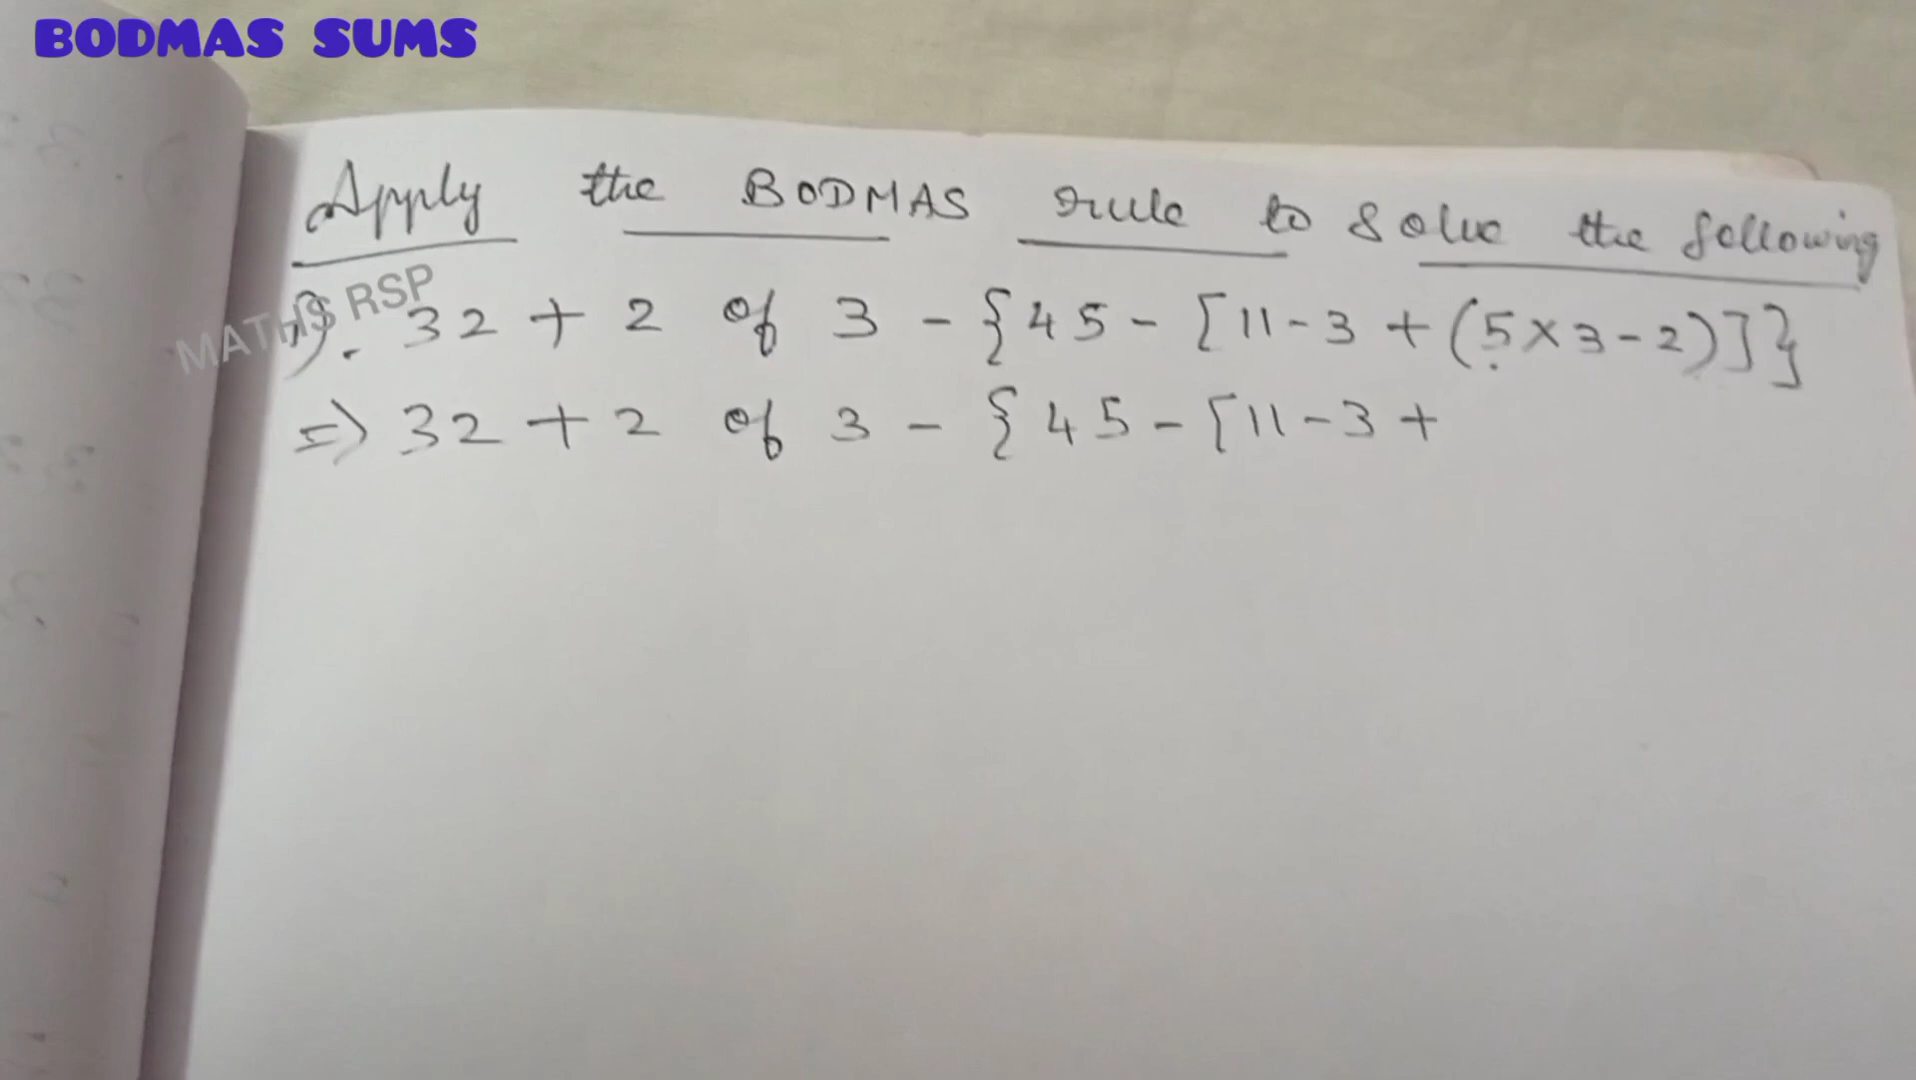 BODMAS SUMS
Apply the BODMAS rule to solve the following
MATHS RSP
1). 32 + 2 of 3 - {45 - [11-3 + (5×3-2)]}
⇒ 32 + 2 of 3 - {45 - [11-3 +